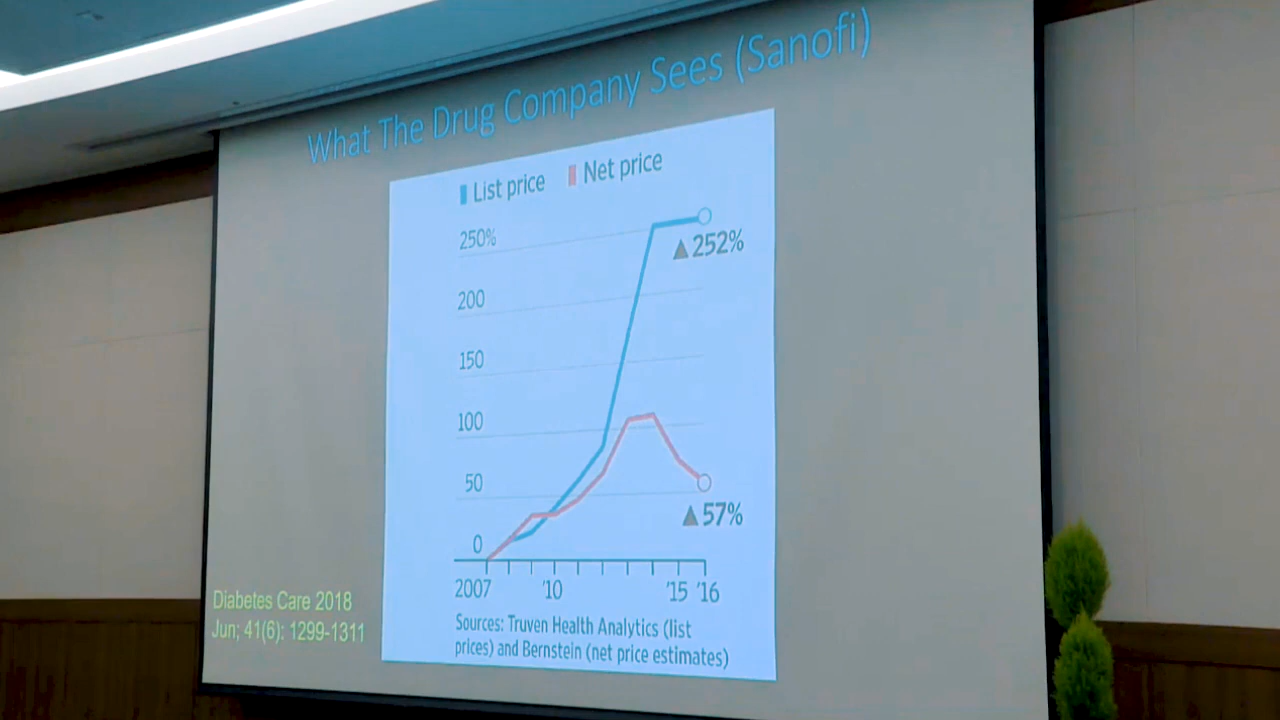 What The Drug Company Sees (Sanofi)
List price Net price
250%
252%
200
150
100
50
57%
0
2007 '10 '15 '16
Sources: Truven Health Analytics (list
prices) and Bernstein (net price estimates)
Diabetes Care 2018
Jun; 41(6): 1299-1311